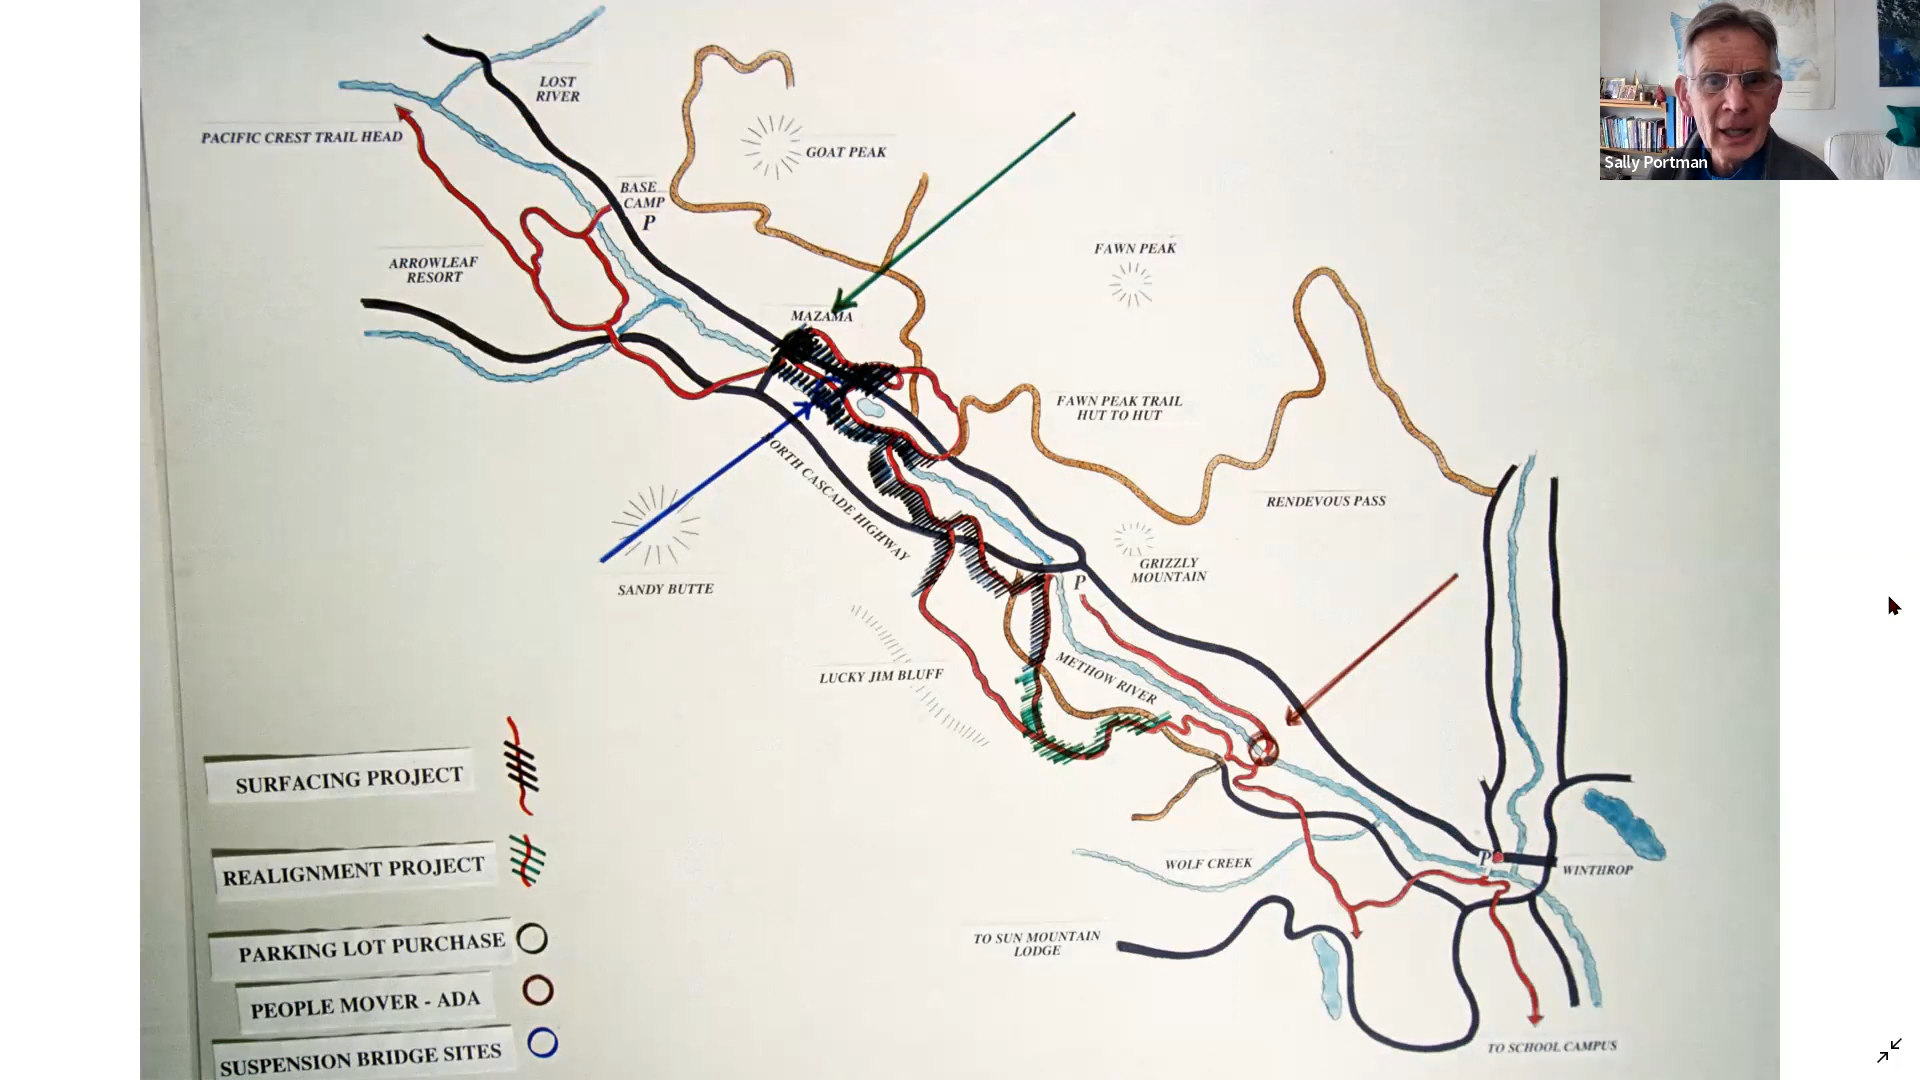 Sally Portman
LOST
RIVER
PACIFIC CREST TRAIL HEAD
GOAT PEAK
BASE
CAMP
P
ARROWLEAF
RESORT
FAWN PEAK
MAZAMA
FAWN PEAK TRAIL
HUT TO HUT
NORTH CASCADE HIGHWAY
RENDEVOUS PASS
SANDY BUTTE
GRIZZLY
MOUNTAIN
P
LUCKY JIM BLUFF
METHOW RIVER
SURFACING PROJECT
REALIGNMENT PROJECT
WOLF CREEK
P
WINTHROP
PARKING LOT PURCHASE
TO SUN MOUNTAIN
LODGE
PEOPLE MOVER - ADA
SUSPENSION BRIDGE SITES
TO SCHOOL CAMPUS